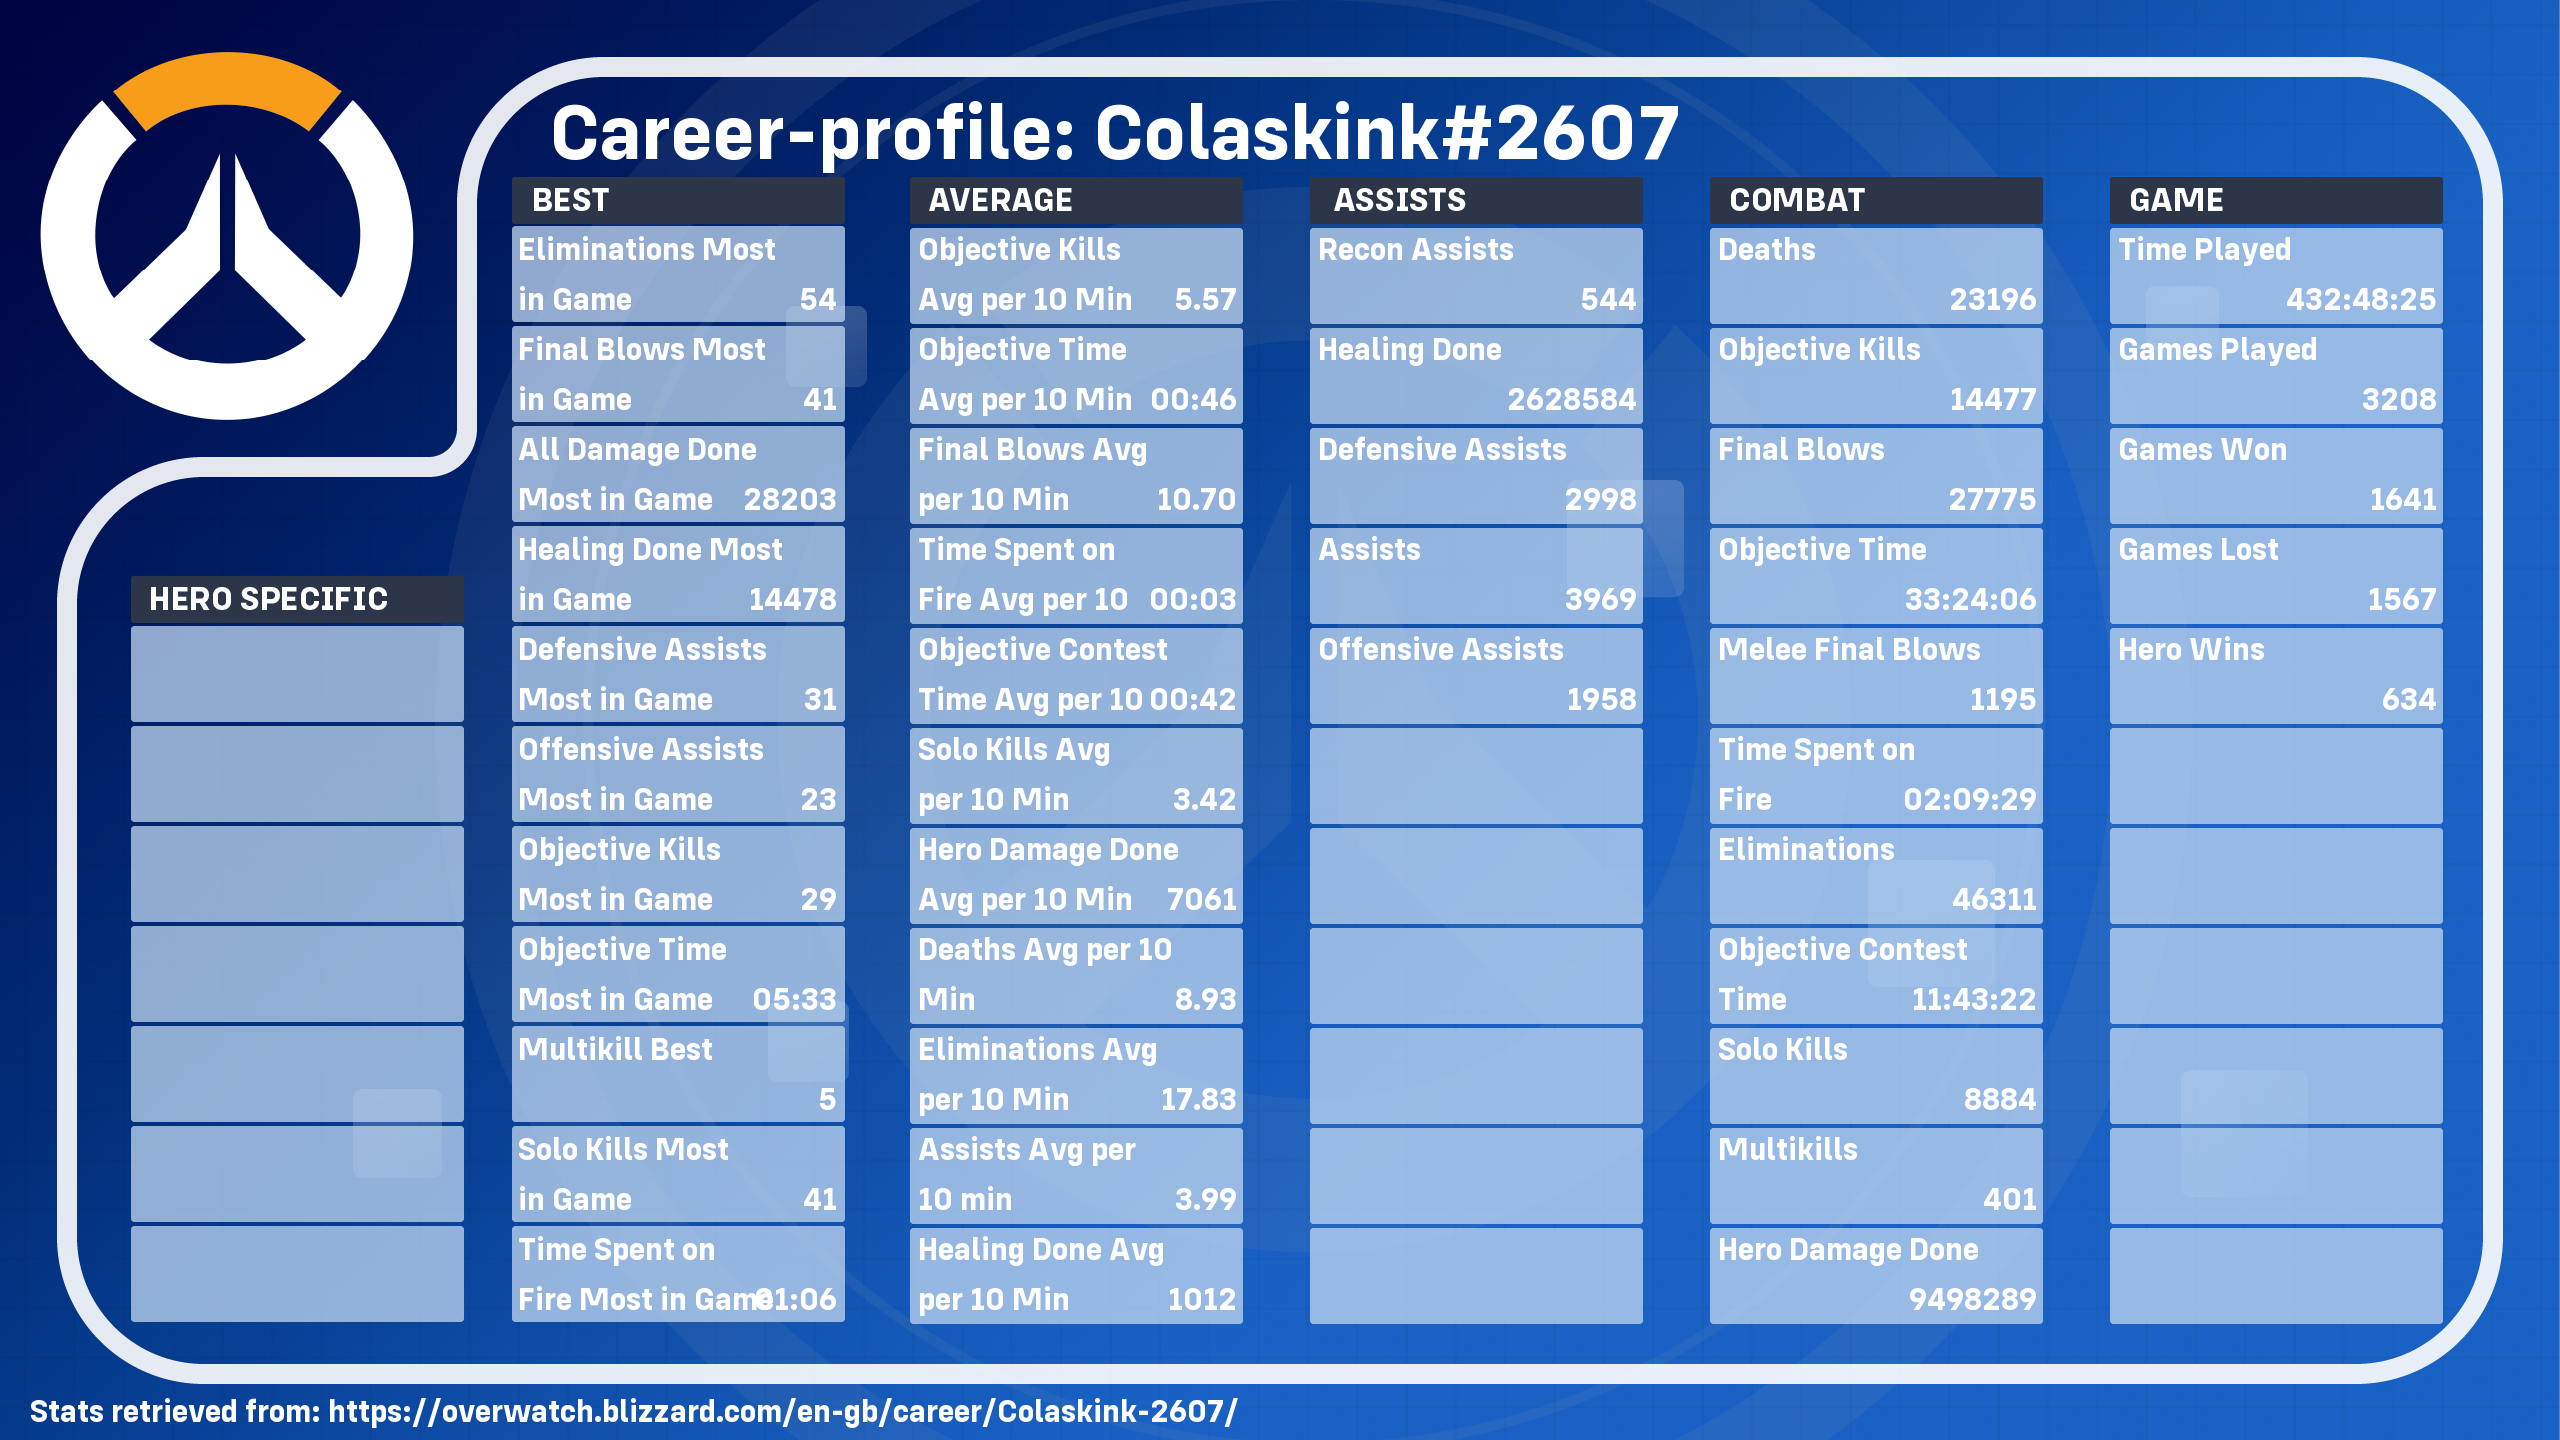 Career-profile: Colaskink#2607
HERO SPECIFIC
BEST
Eliminations Most
in Game 54
Final Blows Most
in Game 41
All Damage Done
Most in Game 28203
Healing Done Most
in Game 14478
Defensive Assists
Most in Game 31
Offensive Assists
Most in Game 23
Objective Kills
Most in Game 29
Objective Time
Most in Game 05:33
Multikill Best
5
Solo Kills Most
in Game 41
Time Spent on
Fire Most in Game 01:06
AVERAGE
Objective Kills
Avg per 10 Min 5.57
Objective Time
Avg per 10 Min 00:46
Final Blows Avg
per 10 Min 10.70
Time Spent on
Fire Avg per 10 00:03
Objective Contest
Time Avg per 10 00:42
Solo Kills Avg
per 10 Min 3.42
Hero Damage Done
Avg per 10 Min 7061
Deaths Avg per 10
Min 8.93
Eliminations Avg
per 10 Min 17.83
Assists Avg per
10 min 3.99
Healing Done Avg
per 10 Min 1012
ASSISTS
Recon Assists
544
Healing Done
2628584
Defensive Assists
2998
Assists
3969
Offensive Assists
1958
COMBAT
Deaths
23196
Objective Kills
14477
Final Blows
27775
Objective Time
33:24:06
Melee Final Blows
1195
Time Spent on
Fire 02:09:29
Eliminations
46311
Objective Contest
Time 11:43:22
Solo Kills
8884
Multikills
401
Hero Damage Done
9498289
GAME
Time Played
432:48:25
Games Played
3208
Games Won
1641
Games Lost
1567
Hero Wins
634
Stats retrieved from: https://overwatch.blizzard.com/en-gb/career/Colaskink-2607/